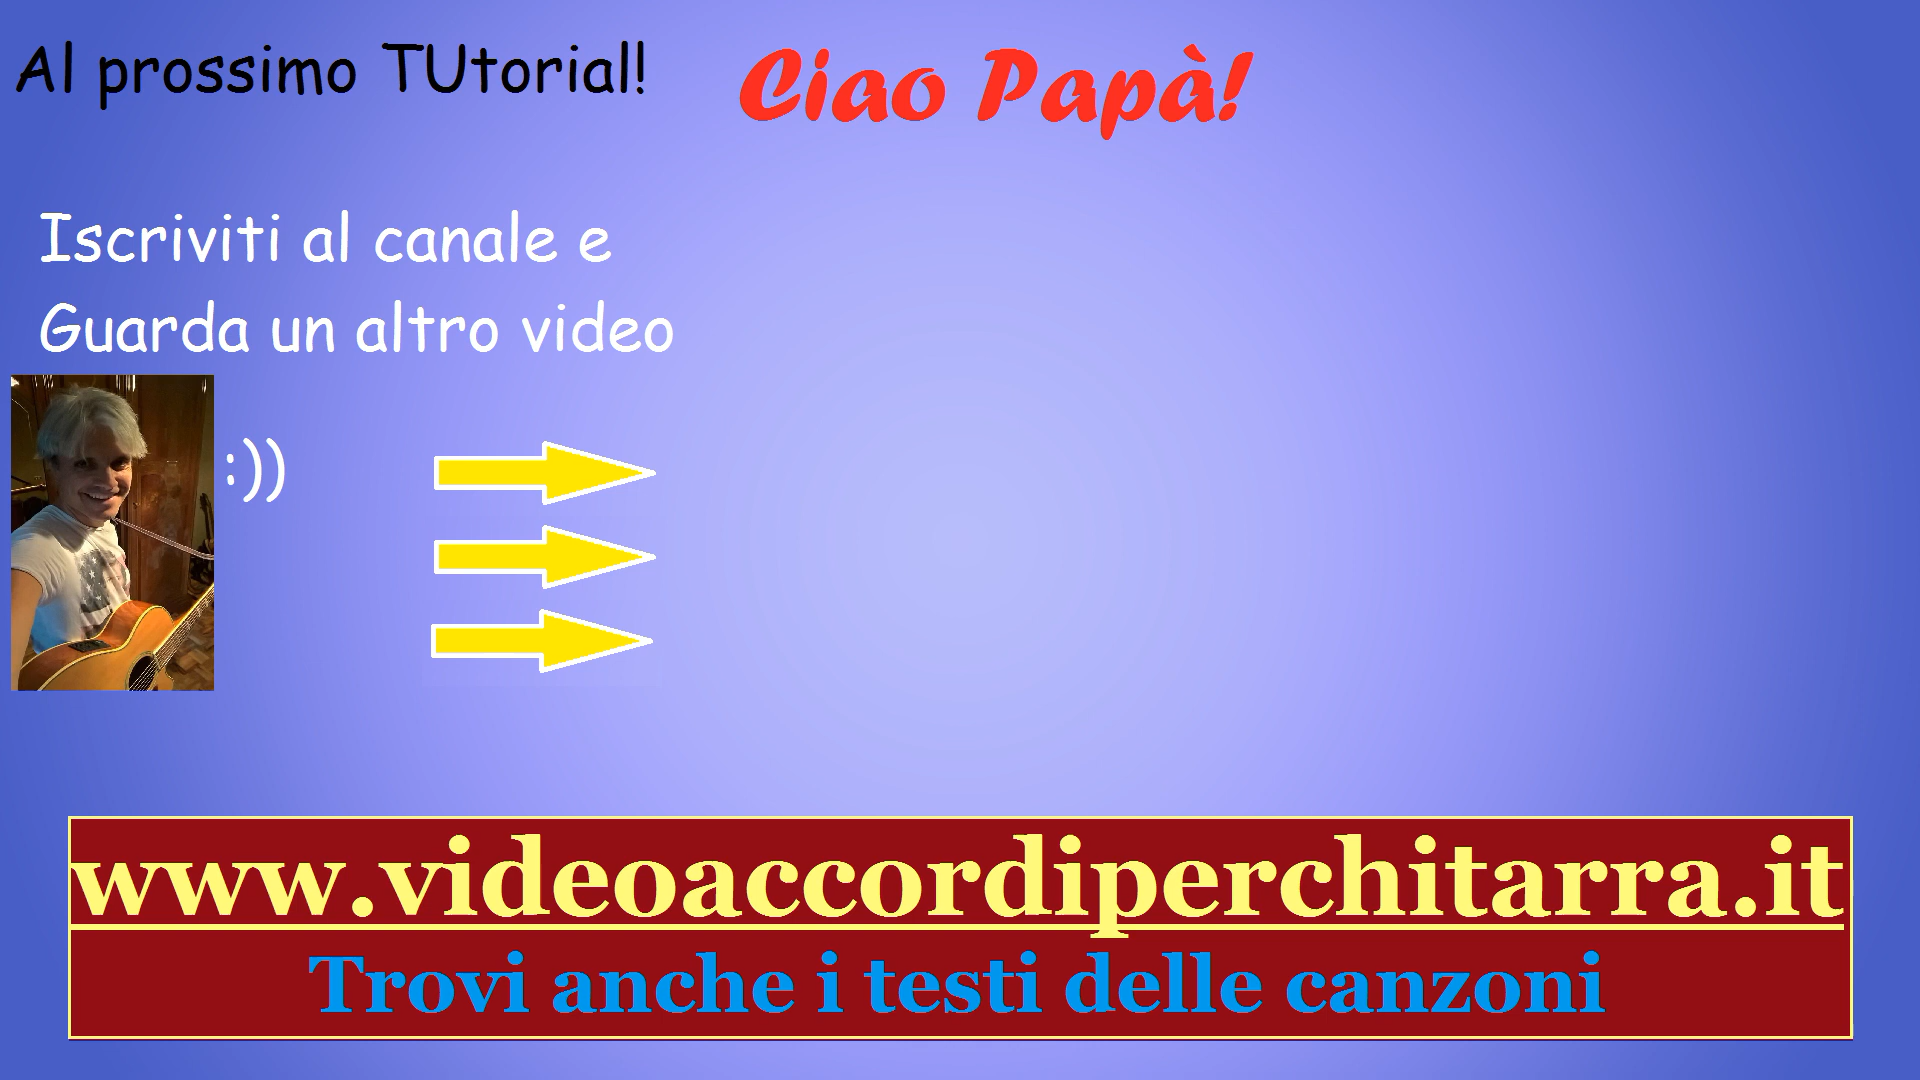 Al prossimo TUtorial!
Ciao Papà!
Iscriviti al canale e
Guarda un altro video
:))
www.videoaccordiperchitarra.it
Trovi anche i testi delle canzoni